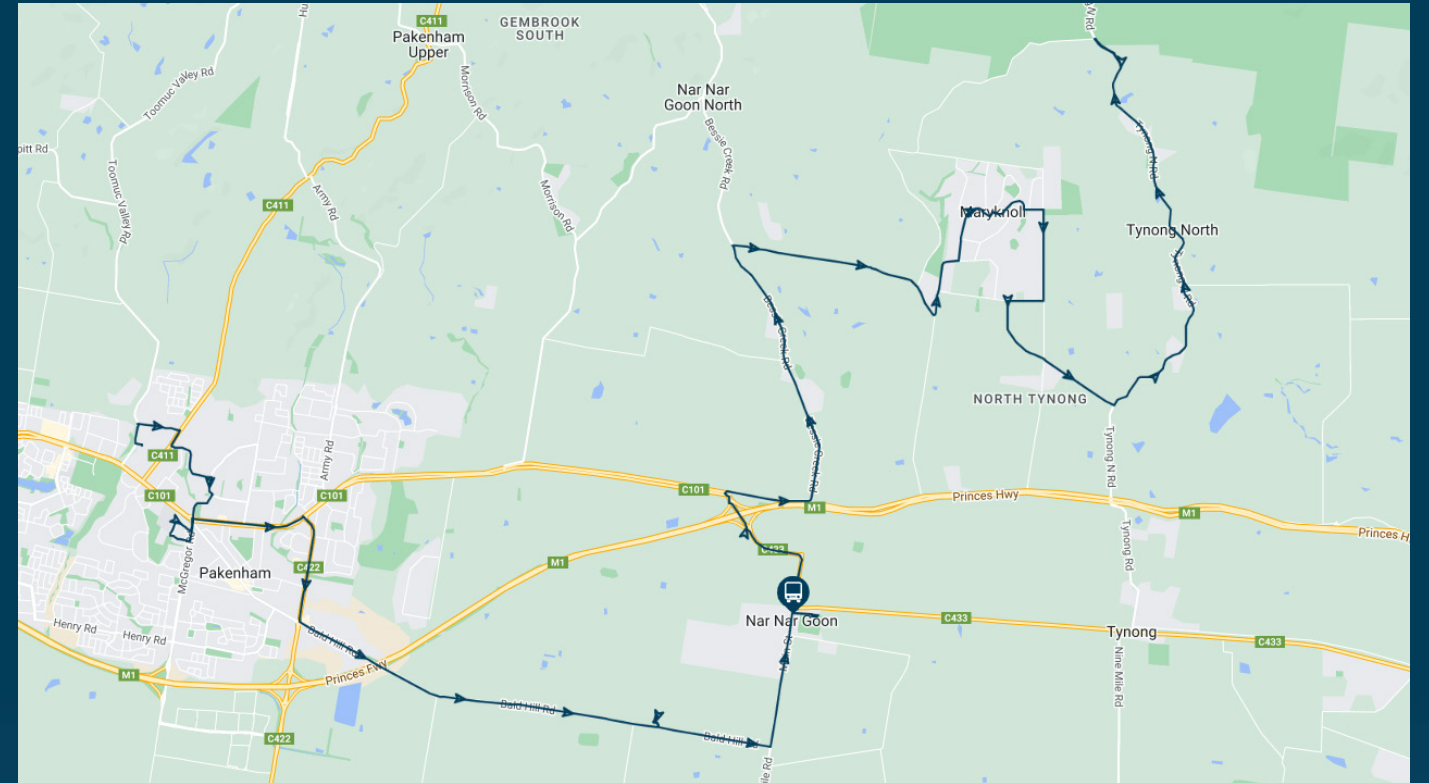 C411
GEMBROOK
SOUTH
Pakenham
Upper
Toomuc Valley Rd
Morrison Rd
Nar Nar
Goon North
Bessie Creek Rd
Tynong N Rd
Toomuc Valley Rd
Army Rd
Morrison Rd
C411
Maryknoll
Tynong North
Bessie Creek Rd
NORTH TYNONG
C411
Army Rd
Tynong N Rd
C101
C101
C101
M1
Princes Hwy
M1
Tynong Rd
C433
M1
McGregor Rd
Pakenham
C422
Nar Nar Goon
C433
Tynong
C433
Henry Rd
Henry Rd
Bald Hill Rd
Nine Mile Rd
M1
Princes Fwy
Bald Hill Rd
Bald Hill Rd
C422